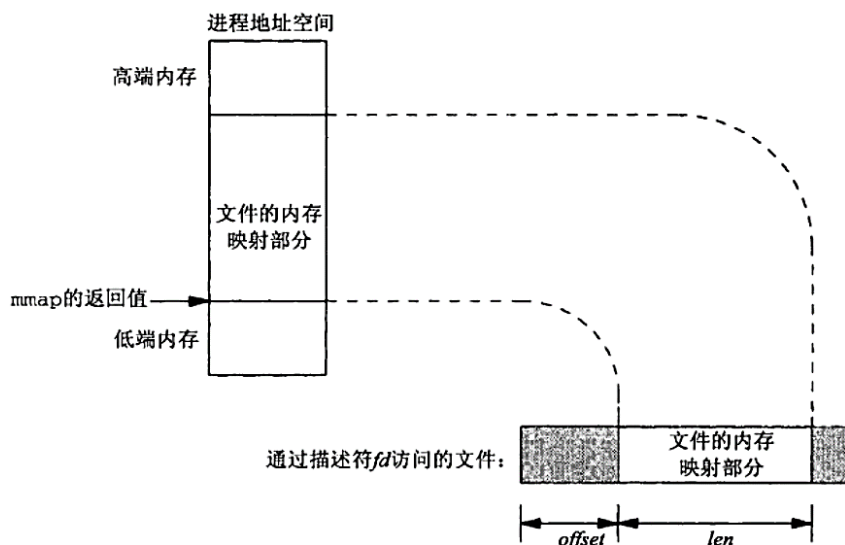 进程地址空间
高端内存
文件的内存
映射部分
mmap的返回值
低端内存
通过描述符fd访问的文件：
文件的内存
映射部分
offset
len